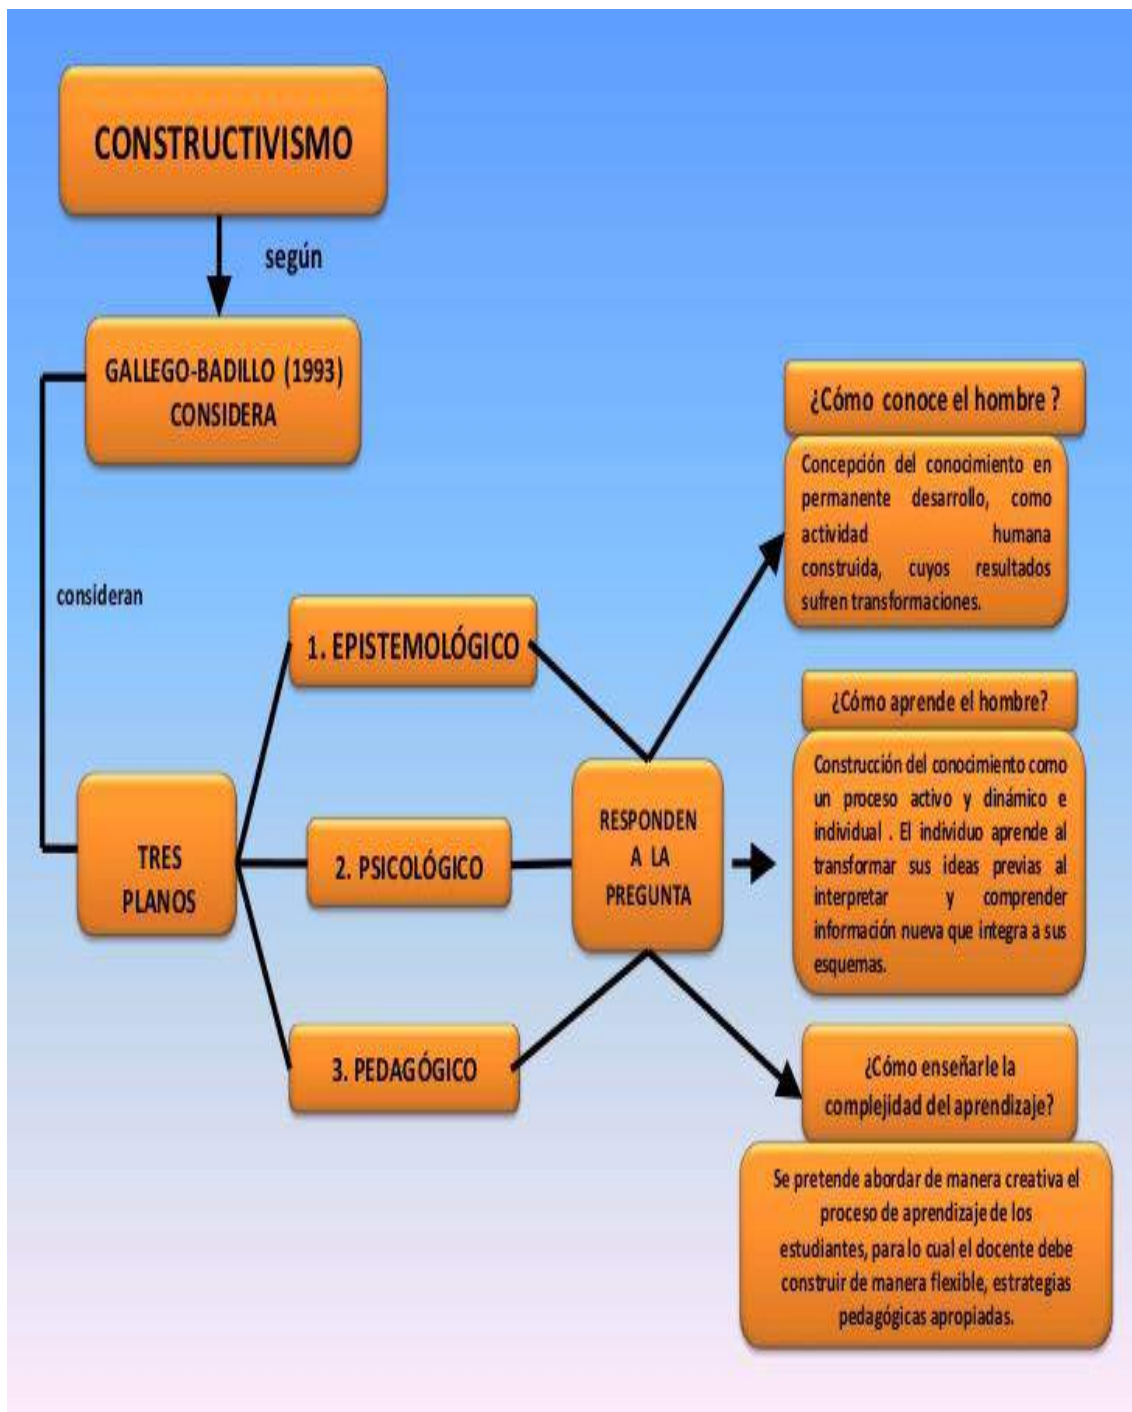 CONSTRUCTIVISMO
según
GALLEGO-BADILLO (1993)
CONSIDERA
consideran
TRES
PLANOS
1. EPISTEMOLÓGICO
2. PSICOLÓGICO
3. PEDAGÓGICO
RESPONDEN
A LA
PREGUNTA
¿Cómo conoce el hombre ?
Concepción del conocimiento en
permanente desarrollo, como
actividad humana
construida, cuyos resultados
sufren transformaciones.
¿Cómo aprende el hombre?
Construcción del conocimiento como
un proceso activo y dinámico e
individual . El individuo aprende al
transformar sus ideas previas al
interpretar y comprender
información nueva que integra a sus
esquemas.
¿Cómo enseñarle la
complejidad del aprendizaje?
Se pretende abordar de manera creativa el
proceso de aprendizaje de los
estudiantes, para lo cual el docente debe
construir de manera flexible, estrategias
pedagógicas apropiadas.